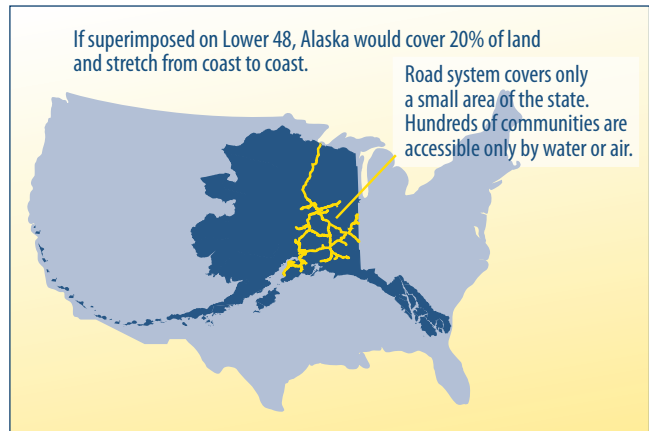 If superimposed on Lower 48, Alaska would cover 20% of land
and stretch from coast to coast.
Road system covers only
a small area of the state.
Hundreds of communities are
accessible only by water or air.